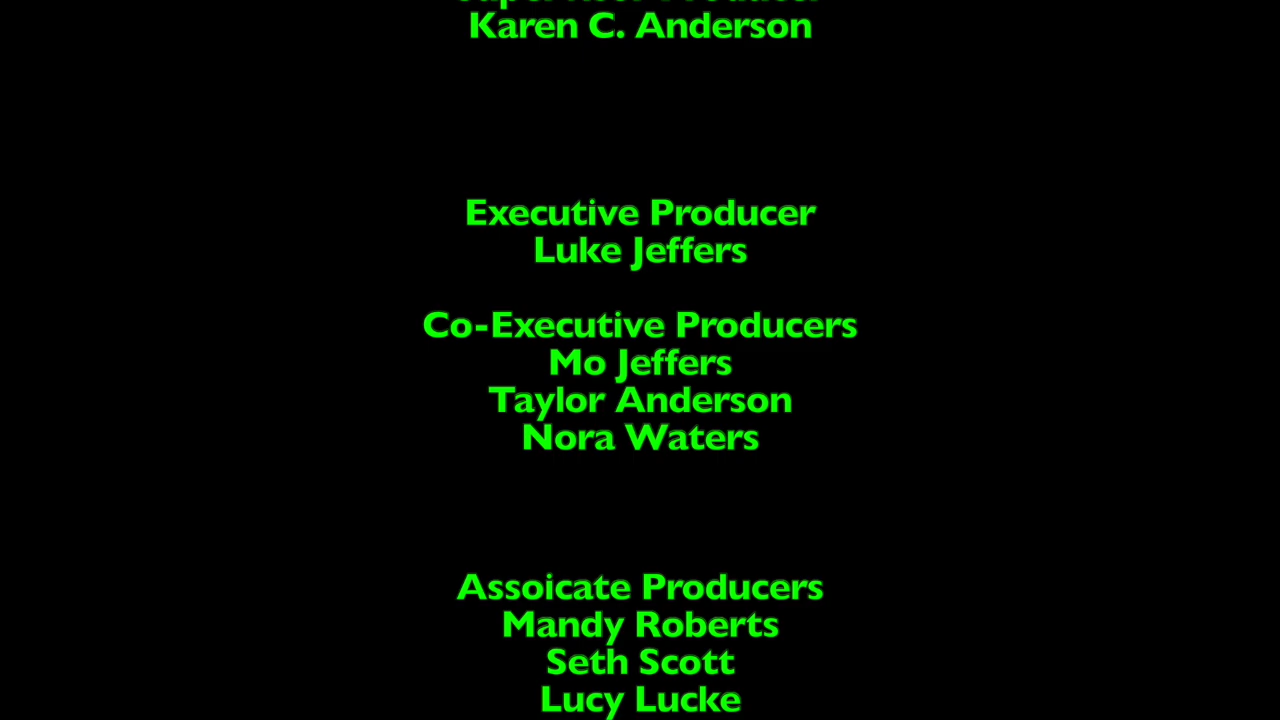 Karen C. Anderson
Executive Producer
Luke Jeffers
Co-Executive Producers
Mo Jeffers
Taylor Anderson
Nora Waters
Assoicate Producers
Mandy Roberts
Seth Scott
Lucy Lucke